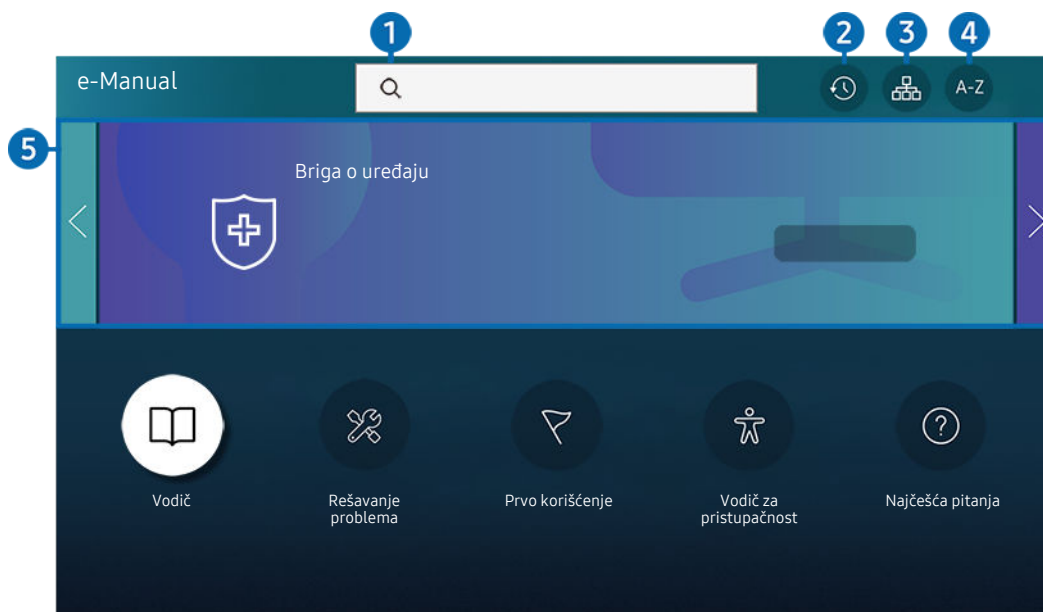 1
2
3
4
e-Manual
A-Z
5
Briga o uređaju
?
Vodič
Rešavanje
problema
Prvo korišćenje
Vodič za
pristupačnost
Najčešća pitanja